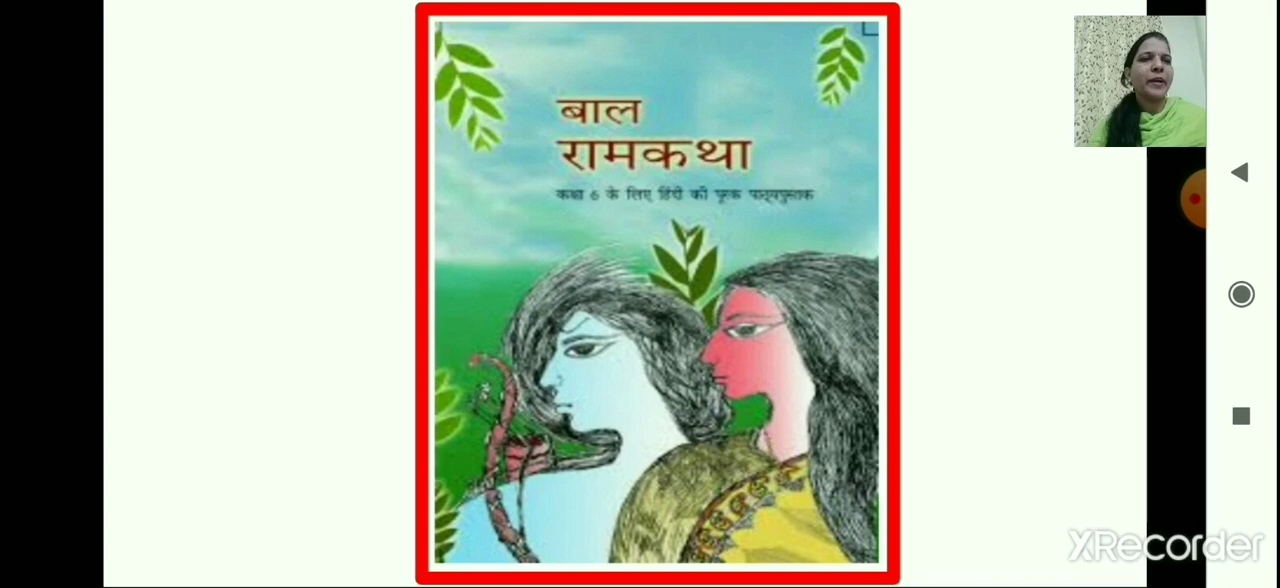 बाल
रामकथा
कक्षा 6 के लिए हिंदी की पूरक पाठ्यपुस्तक
XRecorder